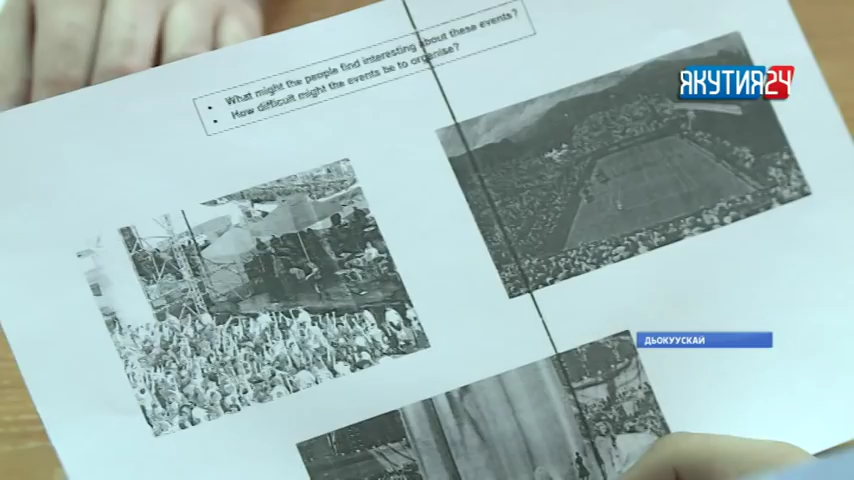 • What might the people find interesting about these events?
• How difficult might the events be to organise?
ЯКУТИЯ24
ДЬОКУУСКАЙ